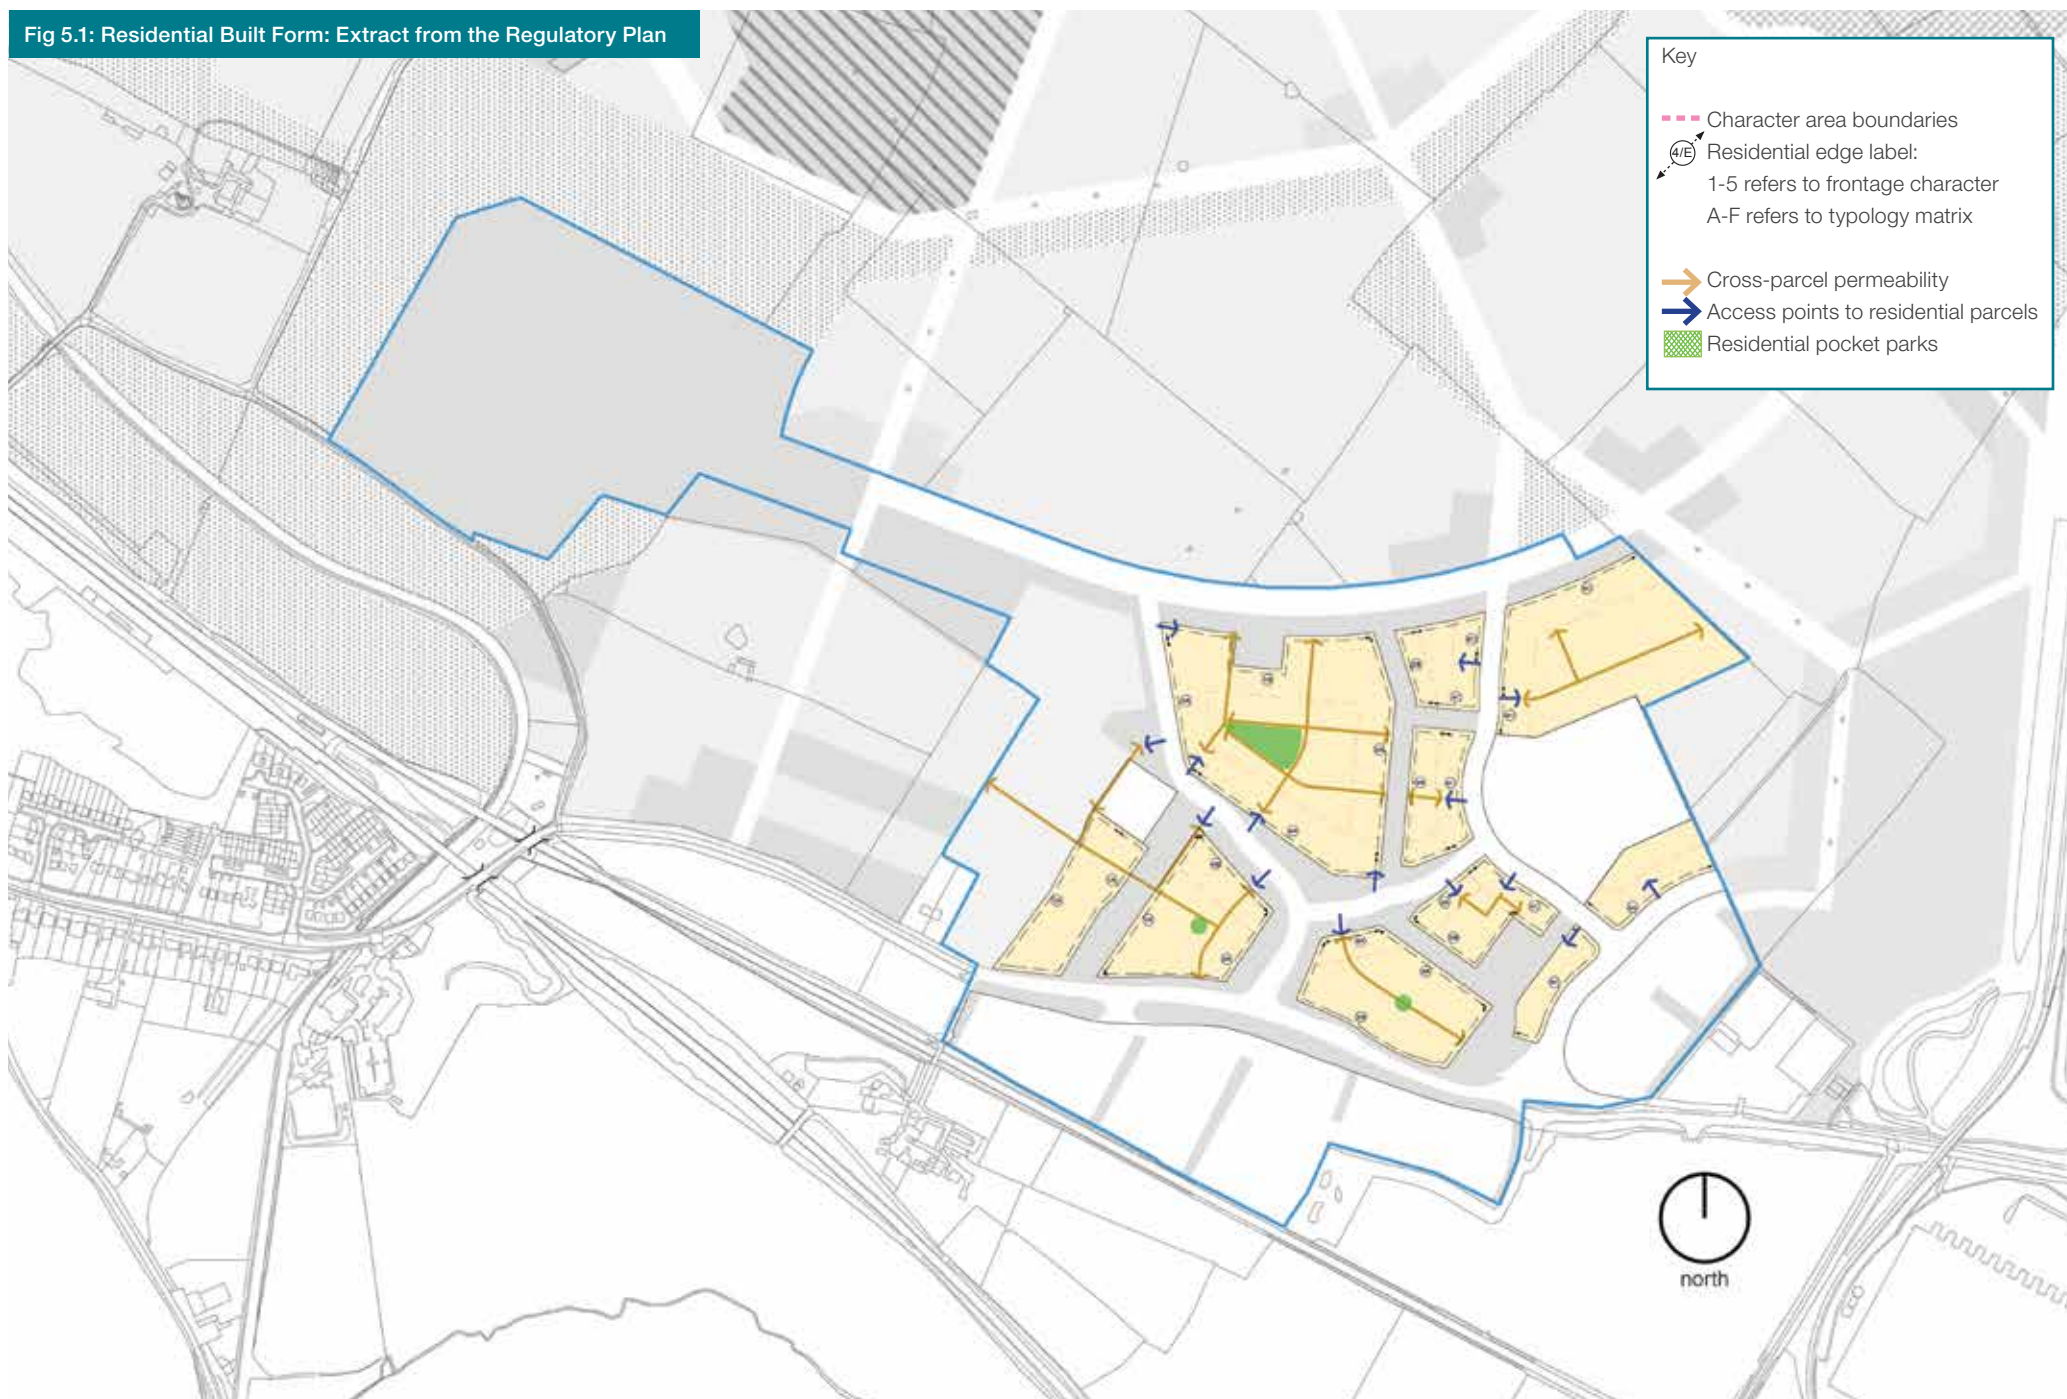 Fig 5.1: Residential Built Form: Extract from the Regulatory Plan
Key
Character area boundaries
4/E
Residential edge label:
1-5 refers to frontage character
A-F refers to typology matrix
Cross-parcel permeability
Access points to residential parcels
Residential pocket parks
north